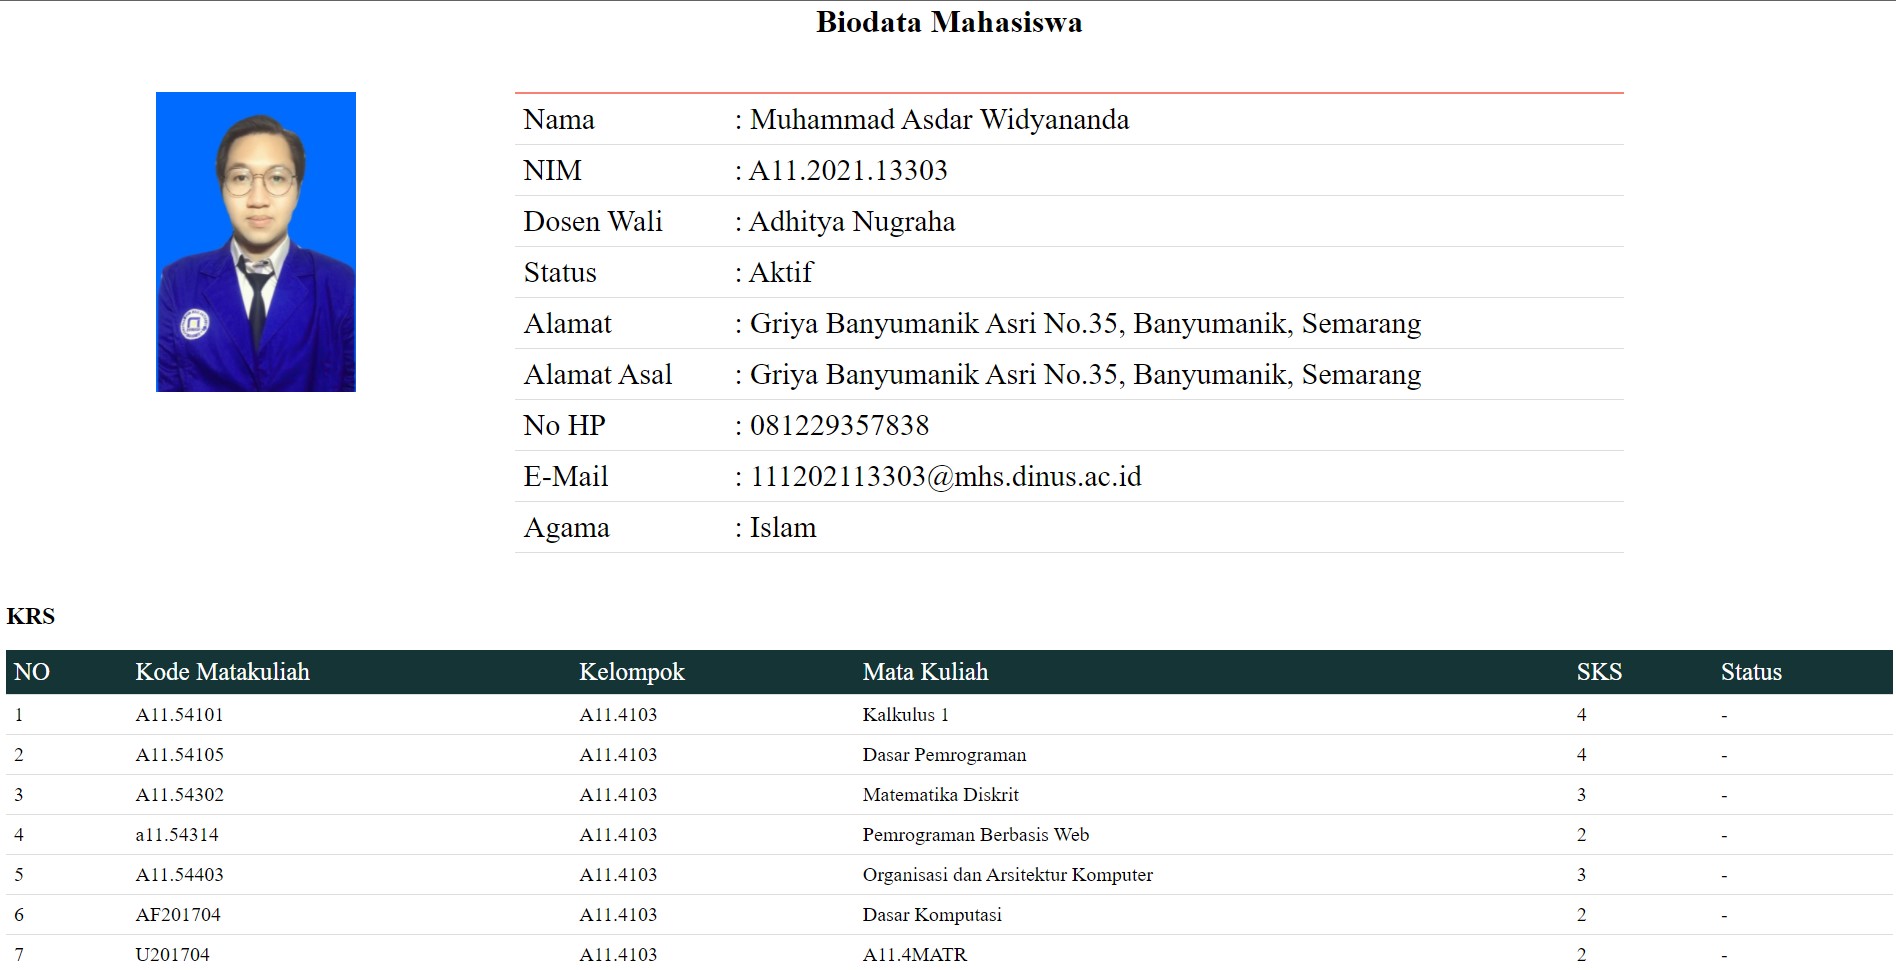 Biodata Mahasiswa
Nama : Muhammad Asdar Widyananda
NIM : A11.2021.13303
Dosen Wali : Adhitya Nugraha
Status : Aktif
Alamat : Griya Banyumanik Asri No.35, Banyumanik, Semarang
Alamat Asal : Griya Banyumanik Asri No.35, Banyumanik, Semarang
No HP : 081229357838
E-Mail : 111202113303@mhs.dinus.ac.id
Agama : Islam
KRS
NO Kode Matakuliah Kelompok Mata Kuliah SKS Status
1 A11.54101 A11.4103 Kalkulus 1 4 -
2 A11.54105 A11.4103 Dasar Pemrograman 4 -
3 A11.54302 A11.4103 Matematika Diskrit 3 -
4 a11.54314 A11.4103 Pemrograman Berbasis Web 2 -
5 A11.54403 A11.4103 Organisasi dan Arsitektur Komputer 3 -
6 AF201704 A11.4103 Dasar Komputasi 2 -
7 U201704 A11.4103 A11.4MATR 2 -